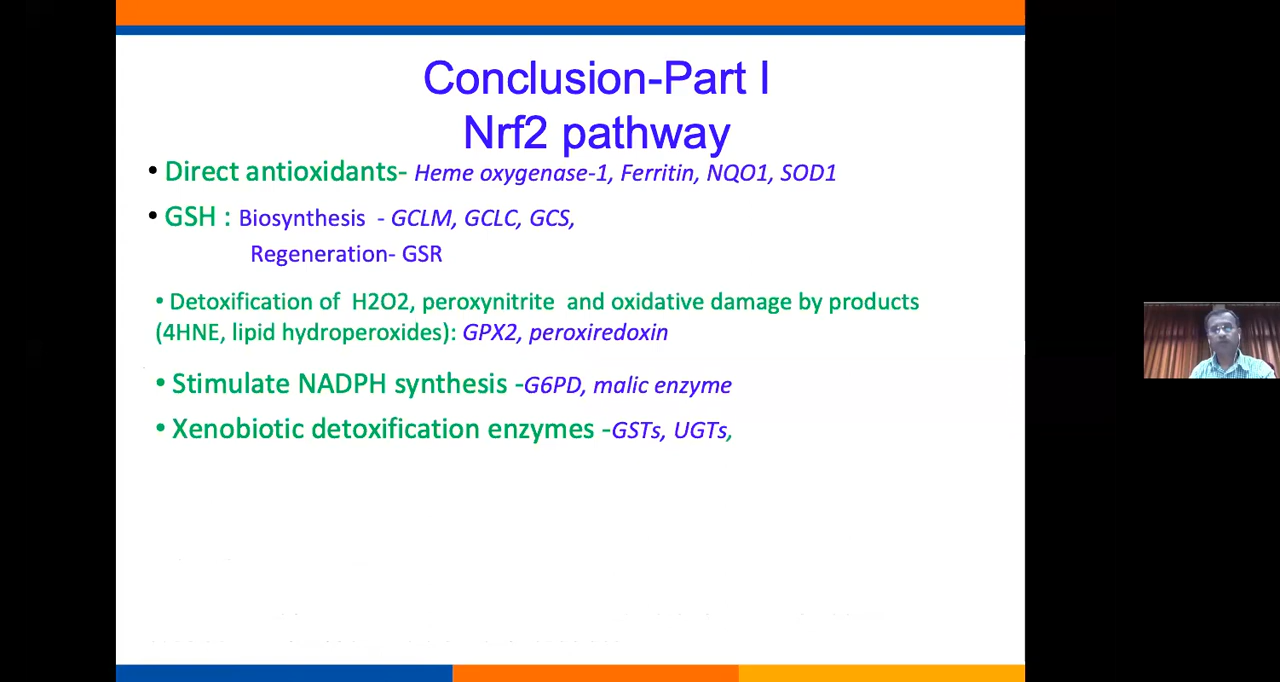 Conclusion-Part I
Nrf2 pathway
• Direct antioxidants- Heme oxygenase-1, Ferritin, NQO1, SOD1
• GSH : Biosynthesis - GCLM, GCLC, GCS,
Regeneration- GSR
• Detoxification of H2O2, peroxynitrite and oxidative damage by products
(4HNE, lipid hydroperoxides): GPX2, peroxiredoxin
• Stimulate NADPH synthesis -G6PD, malic enzyme
• Xenobiotic detoxification enzymes -GSTs, UGTs,